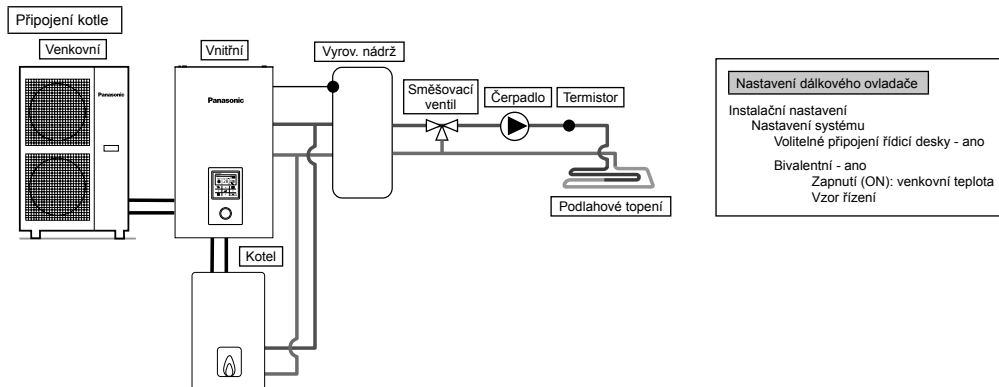 Připojení kotle
Venkovní
Vnitřní
Vyrov. nádrž
Panasonic
Panasonic
Směšovací
ventil
Čerpadlo
Termistor
Podlahové topení
Kotel
Nastavení dálkového ovladače
Instalační nastavení
Nastavení systému
Volitelné připojení řídicí desky - ano
Bivalentní - ano
Zapnutí (ON): venkovní teplota
Vzor řízení